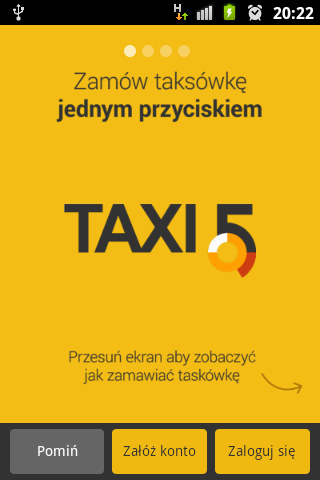 H
20:22
Zamów taksówkę
jednym przyciskiem
TAXI 5
Przesuń ekran aby zobaczyć
jak zamawiać taskówkę
Pomiń
Załóż konto
Zaloguj się